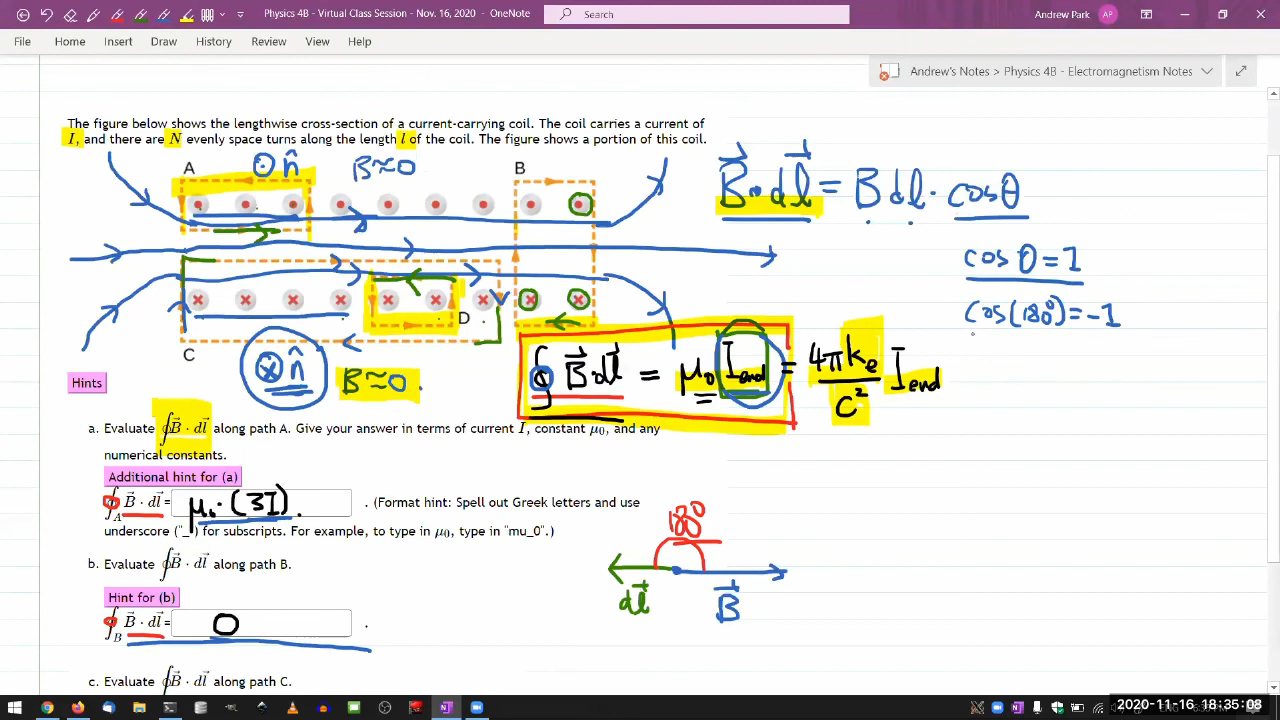 Physics 4B - Virtual Class Session - Nov. 16, 2020 - OneNote
Search
Andrew Park
AP
File Home Insert Draw History Review View Help
Andrew's Notes > Physics 4B - Electromagnetism Notes
The figure below shows the lengthwise cross-section of a current-carrying coil. The coil carries a current of
I, and there are N evenly space turns along the length l of the coil. The figure shows a portion of this coil.
A
⊙ n̂
B≈0
B
D
C
⊗ n̂
B≈0.
B⃗·dl⃗ = B dl · cosθ
cos θ = 1
cos(180°) = -1
∮ B⃗·dl⃗ = μ₀ I_end = 4πk_e / c² I_end
Hints
a. Evaluate ∮B⃗ · dl⃗ along path A. Give your answer in terms of current I, constant μ₀, and any
numerical constants.
Additional hint for (a)
∮_A B⃗ · dl⃗ = μ₀·(3I). . (Format hint: Spell out Greek letters and use
underscore ("_") for subscripts. For example, to type in μ₀, type in "mu_0".)
b. Evaluate ∮B⃗ · dl⃗ along path B.
Hint for (b)
∮_B B⃗ · dl⃗ = 0 .
180°
dl⃗
B⃗
c. Evaluate ∮B⃗ · dl⃗ along path C.
2020-11-16 18:35:08